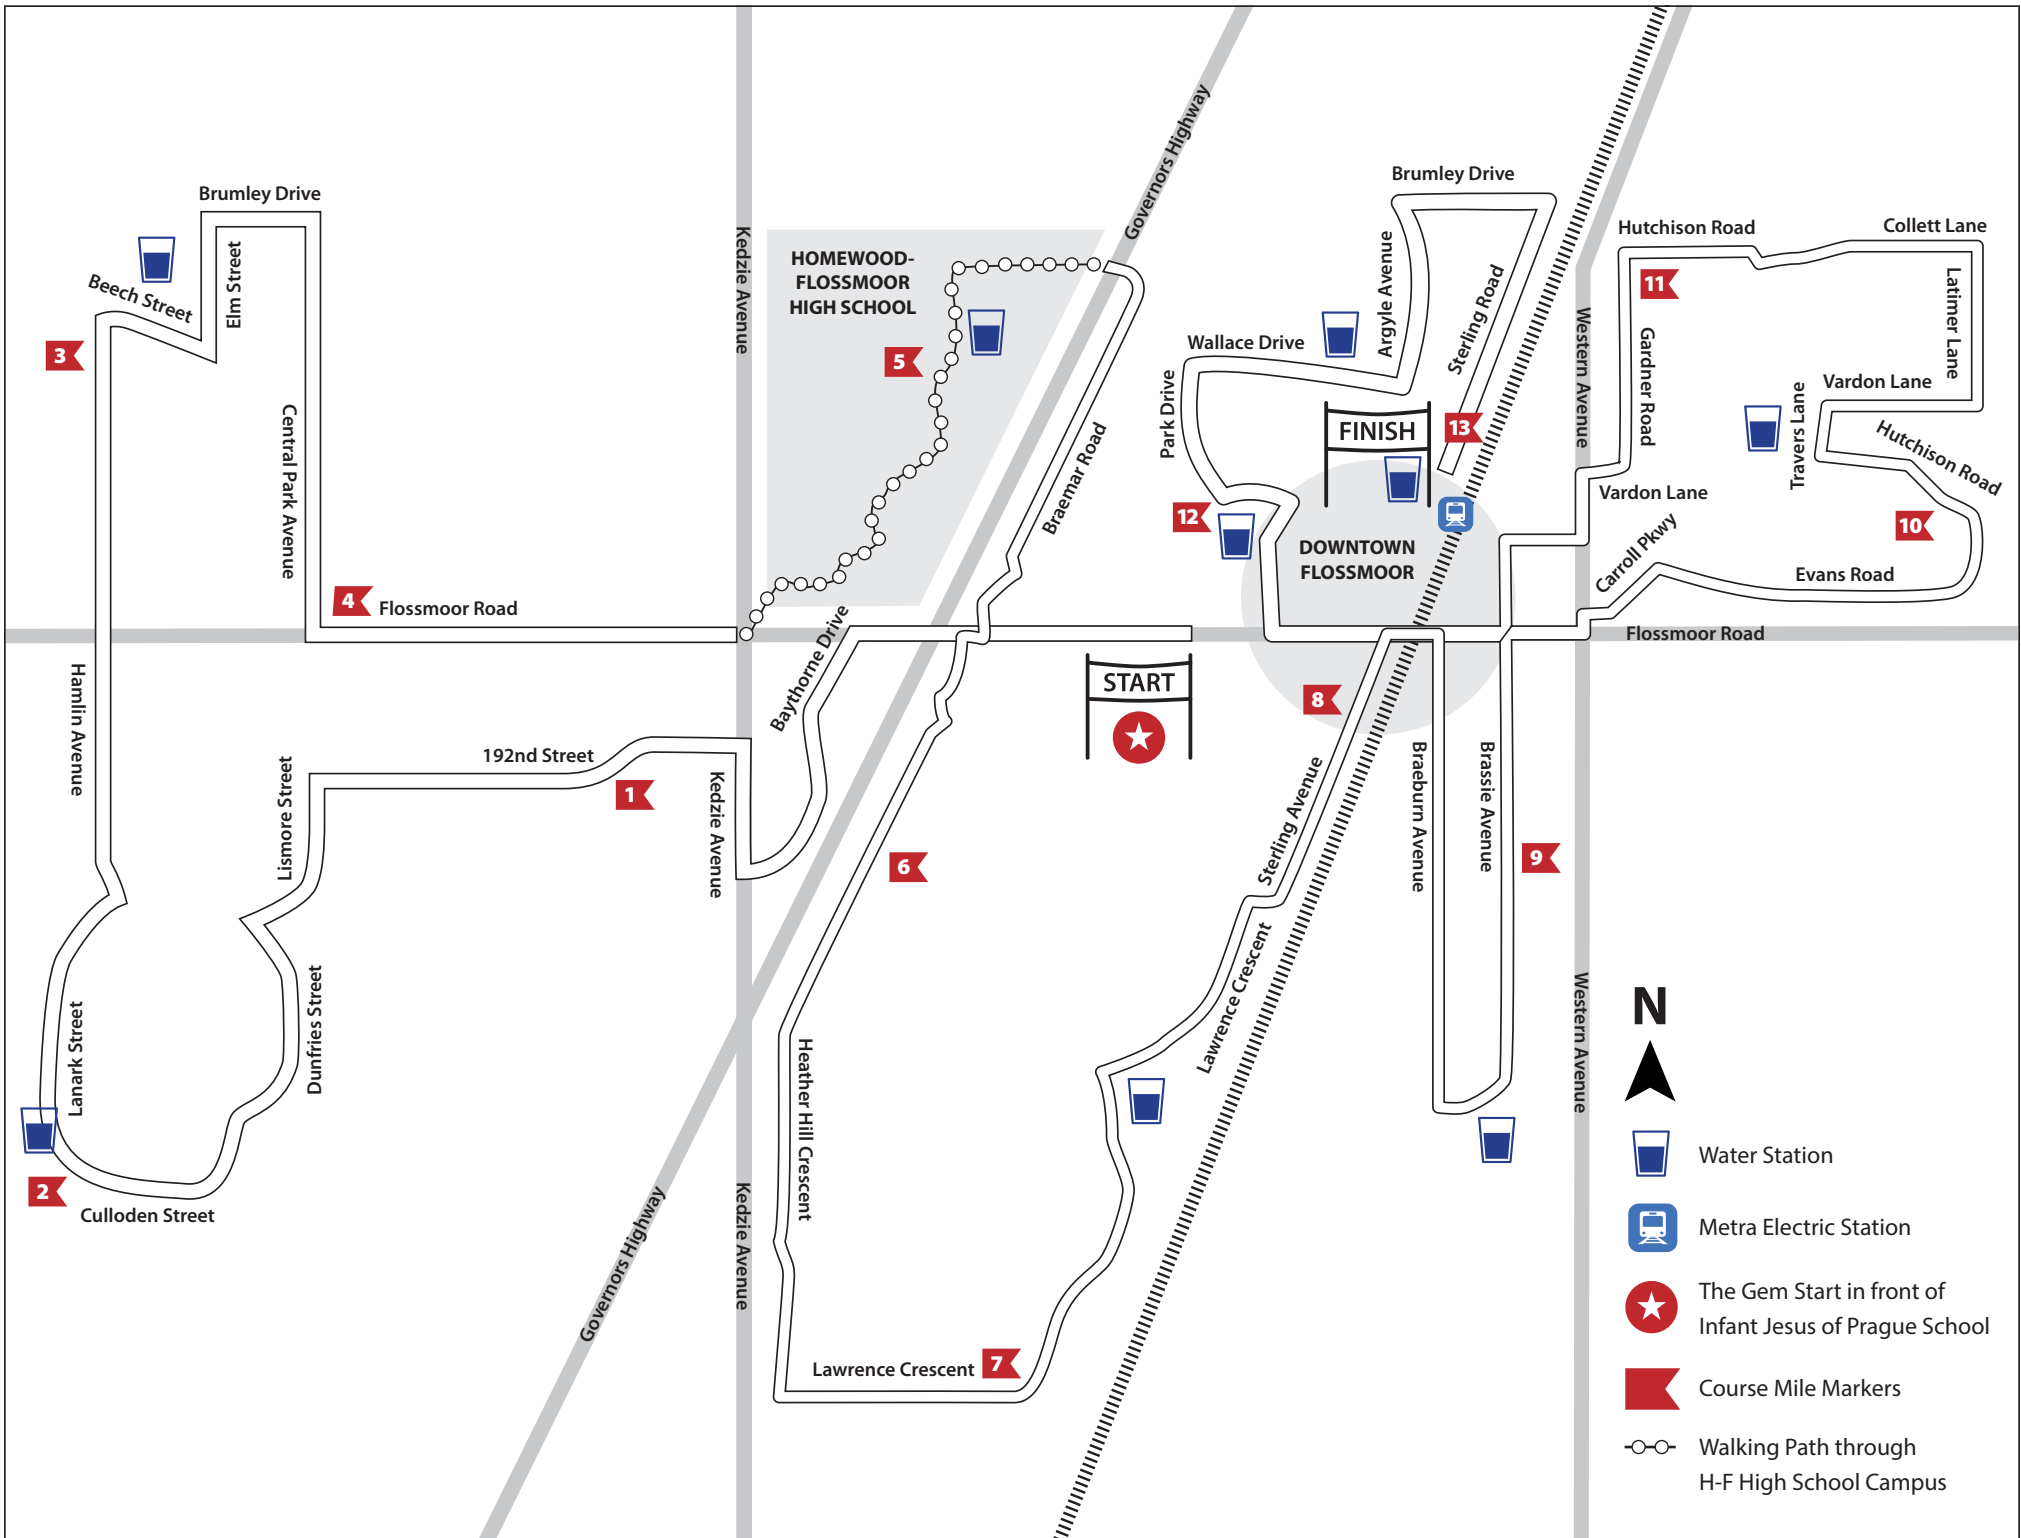 Brumley Drive
Beech Street
Elm Street
3
Central Park Avenue
4
Flossmoor Road
Hamlin Avenue
Kedzie Avenue
HOMEWOOD-
FLOSSMOOR
HIGH SCHOOL
5
Governors Highway
Braemar Road
Baythorne Drive
192nd Street
1
Kedzie Avenue
Lismore Street
Dunfries Street
Lanark Street
2
Culloden Street
6
Heather Hill Crescent
Governors Highway
Kedzie Avenue
Lawrence Crescent
7
START
Brumley Drive
Argyle Avenue
Sterling Road
Wallace Drive
Park Drive
FINISH
13
12
DOWNTOWN
FLOSSMOOR
8
Sterling Avenue
Lawrence Crescent
Braeburn Avenue
Brassie Avenue
9
Western Avenue
Hutchison Road
Collett Lane
11
Gardner Road
Latimer Lane
Vardon Lane
Travers Lane
Hutchison Road
Vardon Lane
10
Carroll Pkwy
Evans Road
Flossmoor Road
Western Avenue
N
Water Station
Metra Electric Station
The Gem Start in front of
Infant Jesus of Prague School
Course Mile Markers
Walking Path through
H-F High School Campus